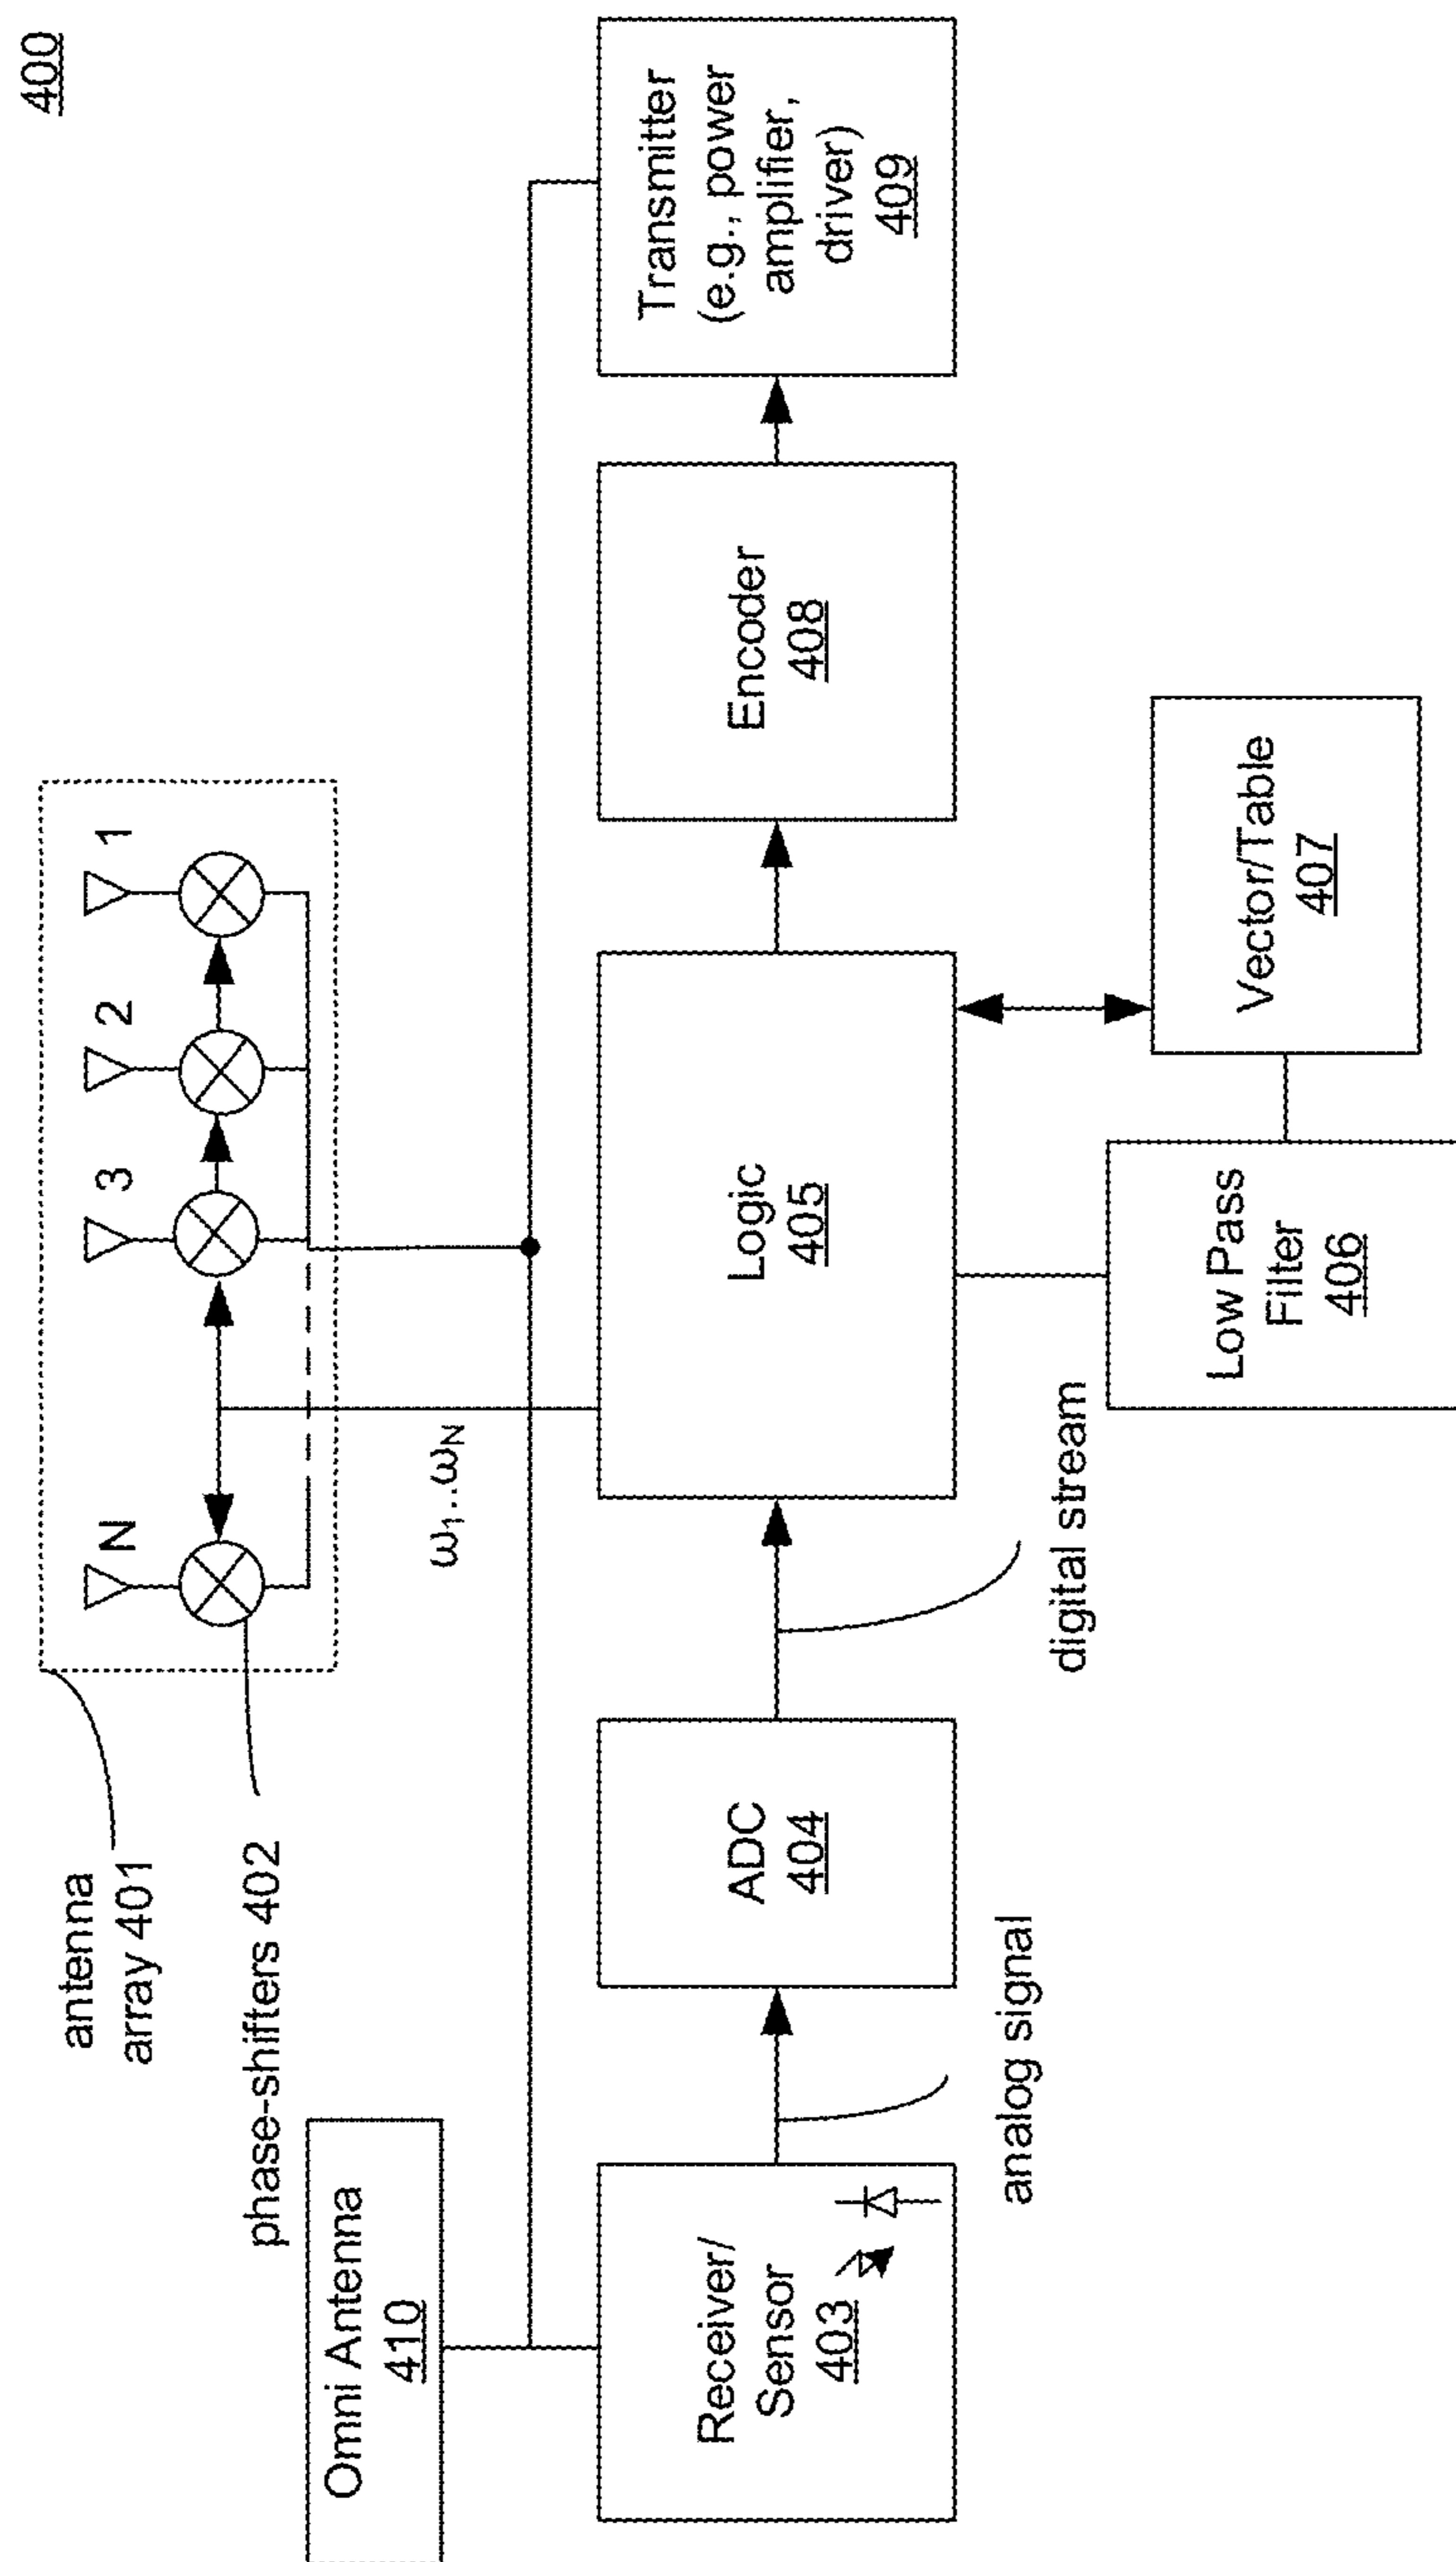 400
antenna
array 401
N
3
2
1
phase-shifters 402
Omni Antenna
410
ω1..ωN
Receiver/
Sensor
403
ADC
404
Logic
405
Encoder
408
Transmitter
(e.g., power
amplifier,
driver)
409
analog signal
digital stream
Low Pass
Filter
406
Vector/Table
407